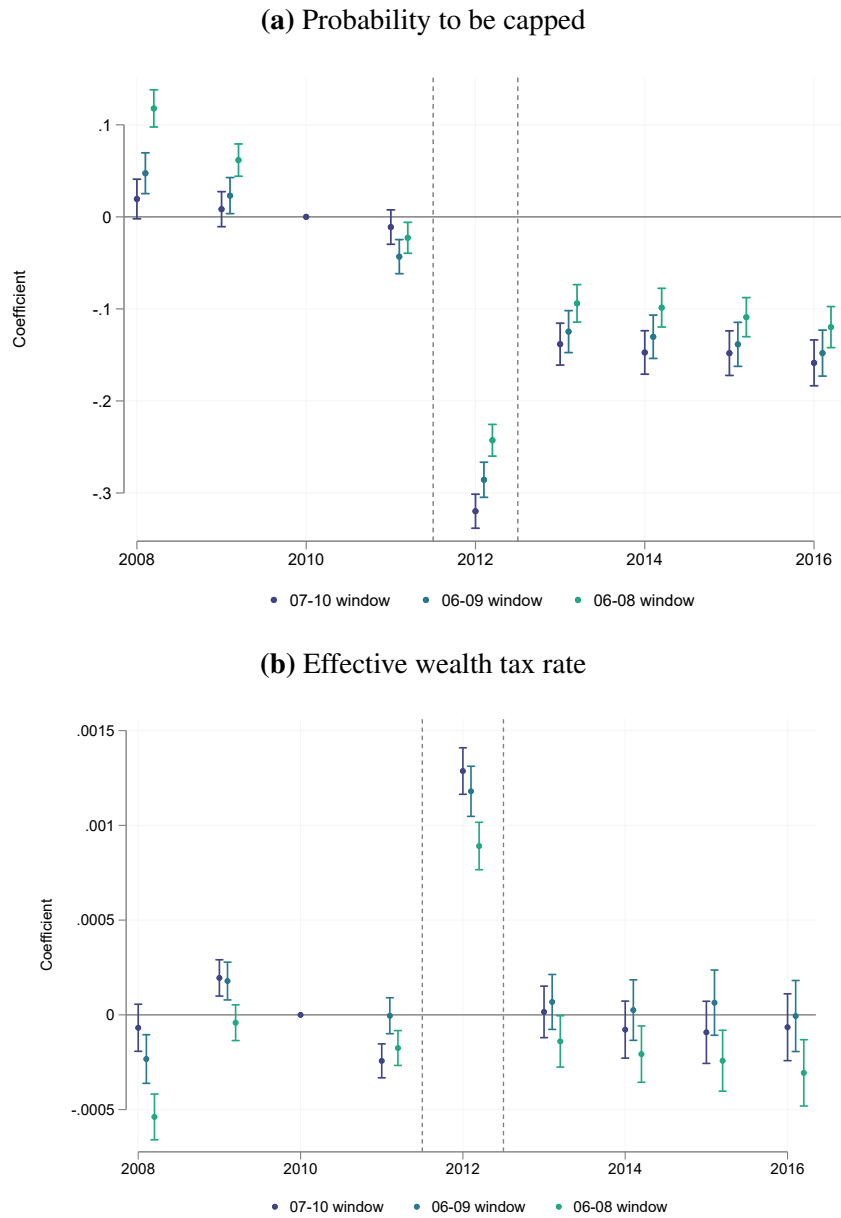 (a) Probability to be capped
.1
0
-.1
-.2
-.3
Coefficient
2008 2010 2012 2014 2016
07-10 window 06-09 window 06-08 window
(b) Effective wealth tax rate
.0015
.001
.0005
0
-.0005
Coefficient
2008 2010 2012 2014 2016
07-10 window 06-09 window 06-08 window